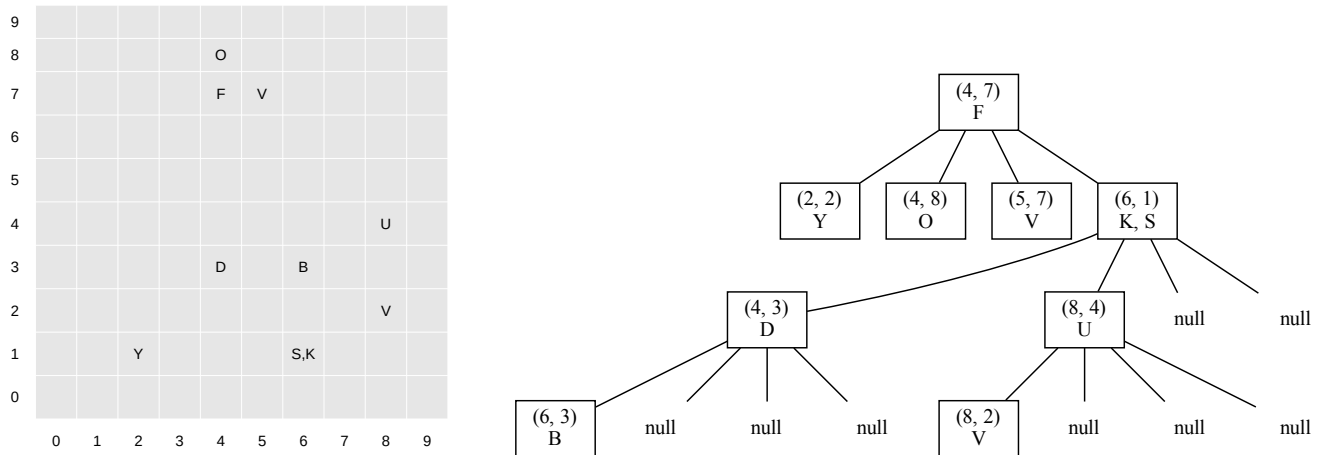 9
8 O
7 F V
6
5
4 U
3 D B
2 V
1 Y S,K
0
0 1 2 3 4 5 6 7 8 9
(4, 7)
F
(2, 2)
Y
(4, 8)
O
(5, 7)
V
(6, 1)
K, S
(4, 3)
D
(8, 4)
U
null
null
(6, 3)
B
null
null
null
(8, 2)
V
null
null
null